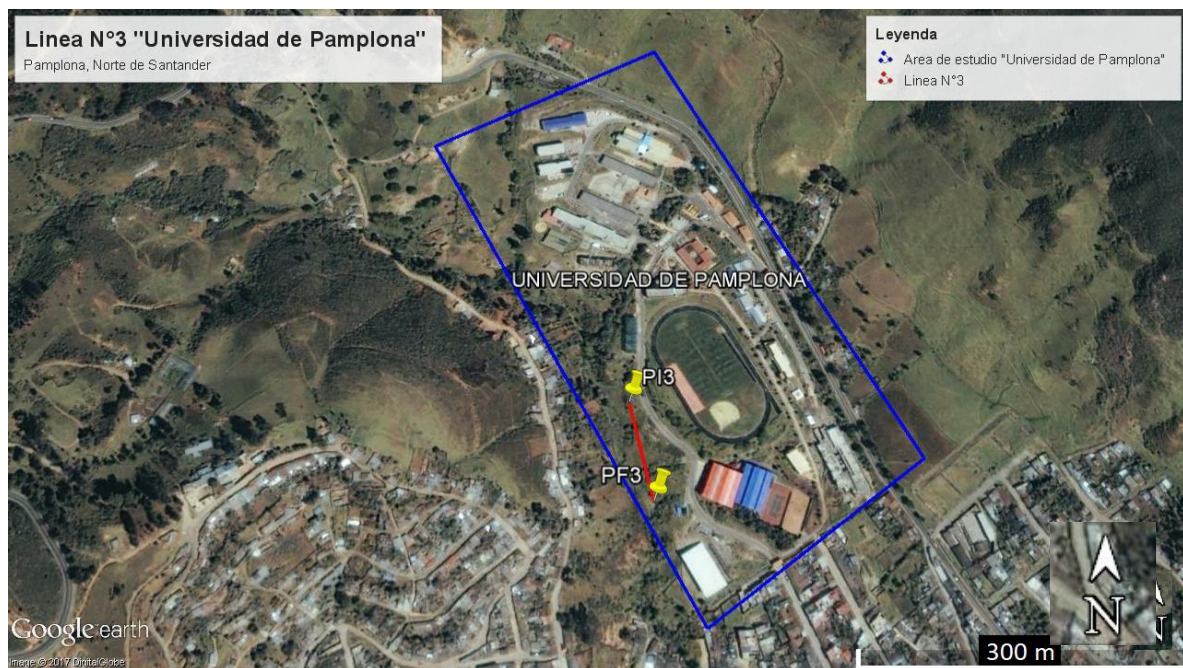 Linea N°3 "Universidad de Pamplona"
Pamplona, Norte de Santander
Leyenda
Area de estudio "Universidad de Pamplona"
Linea N°3
UNIVERSIDAD DE PAMPLONA
PI3
PF3
N
N
Google earth
Image © 2017 DigitalGlobe
300 m